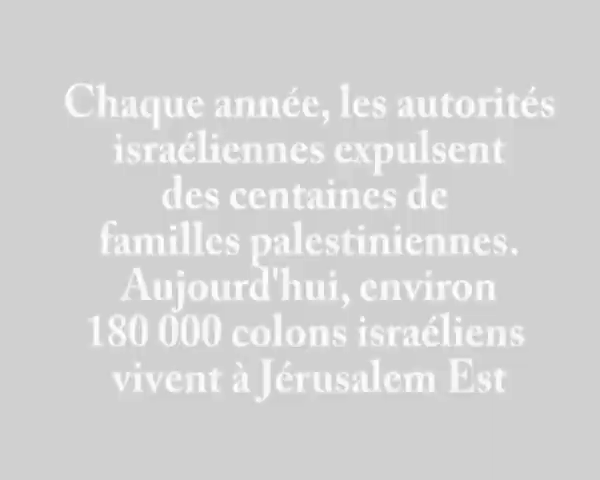 Chaque année, les autorités
israéliennes expulsent
des centaines de
familles palestiniennes.
Aujourd'hui, environ
180 000 colons israéliens
vivent à Jérusalem Est